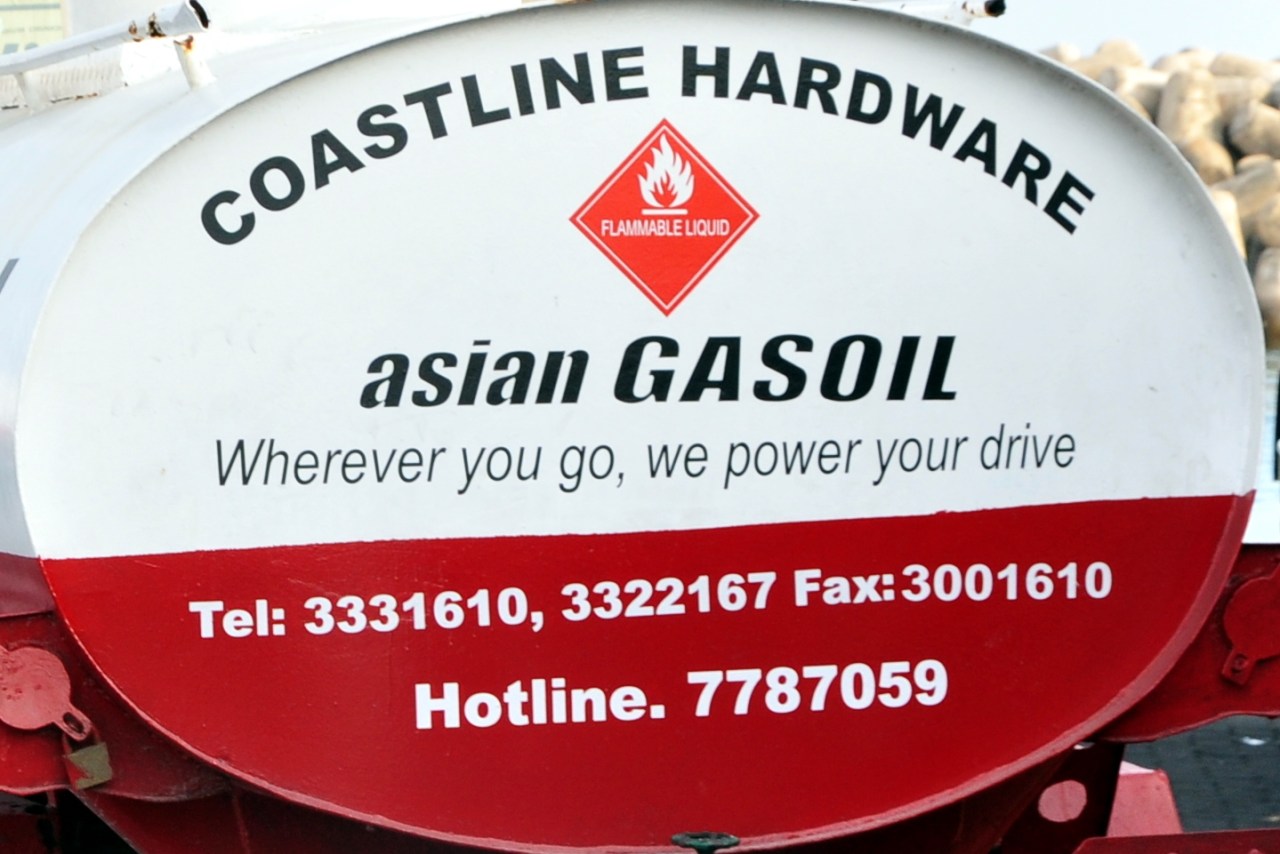 COASTLINE HARDWARE
FLAMMABLE LIQUID
asian GASOIL
Wherever you go, we power your drive
Tel: 3331610, 3322167 Fax:3001610
Hotline. 7787059